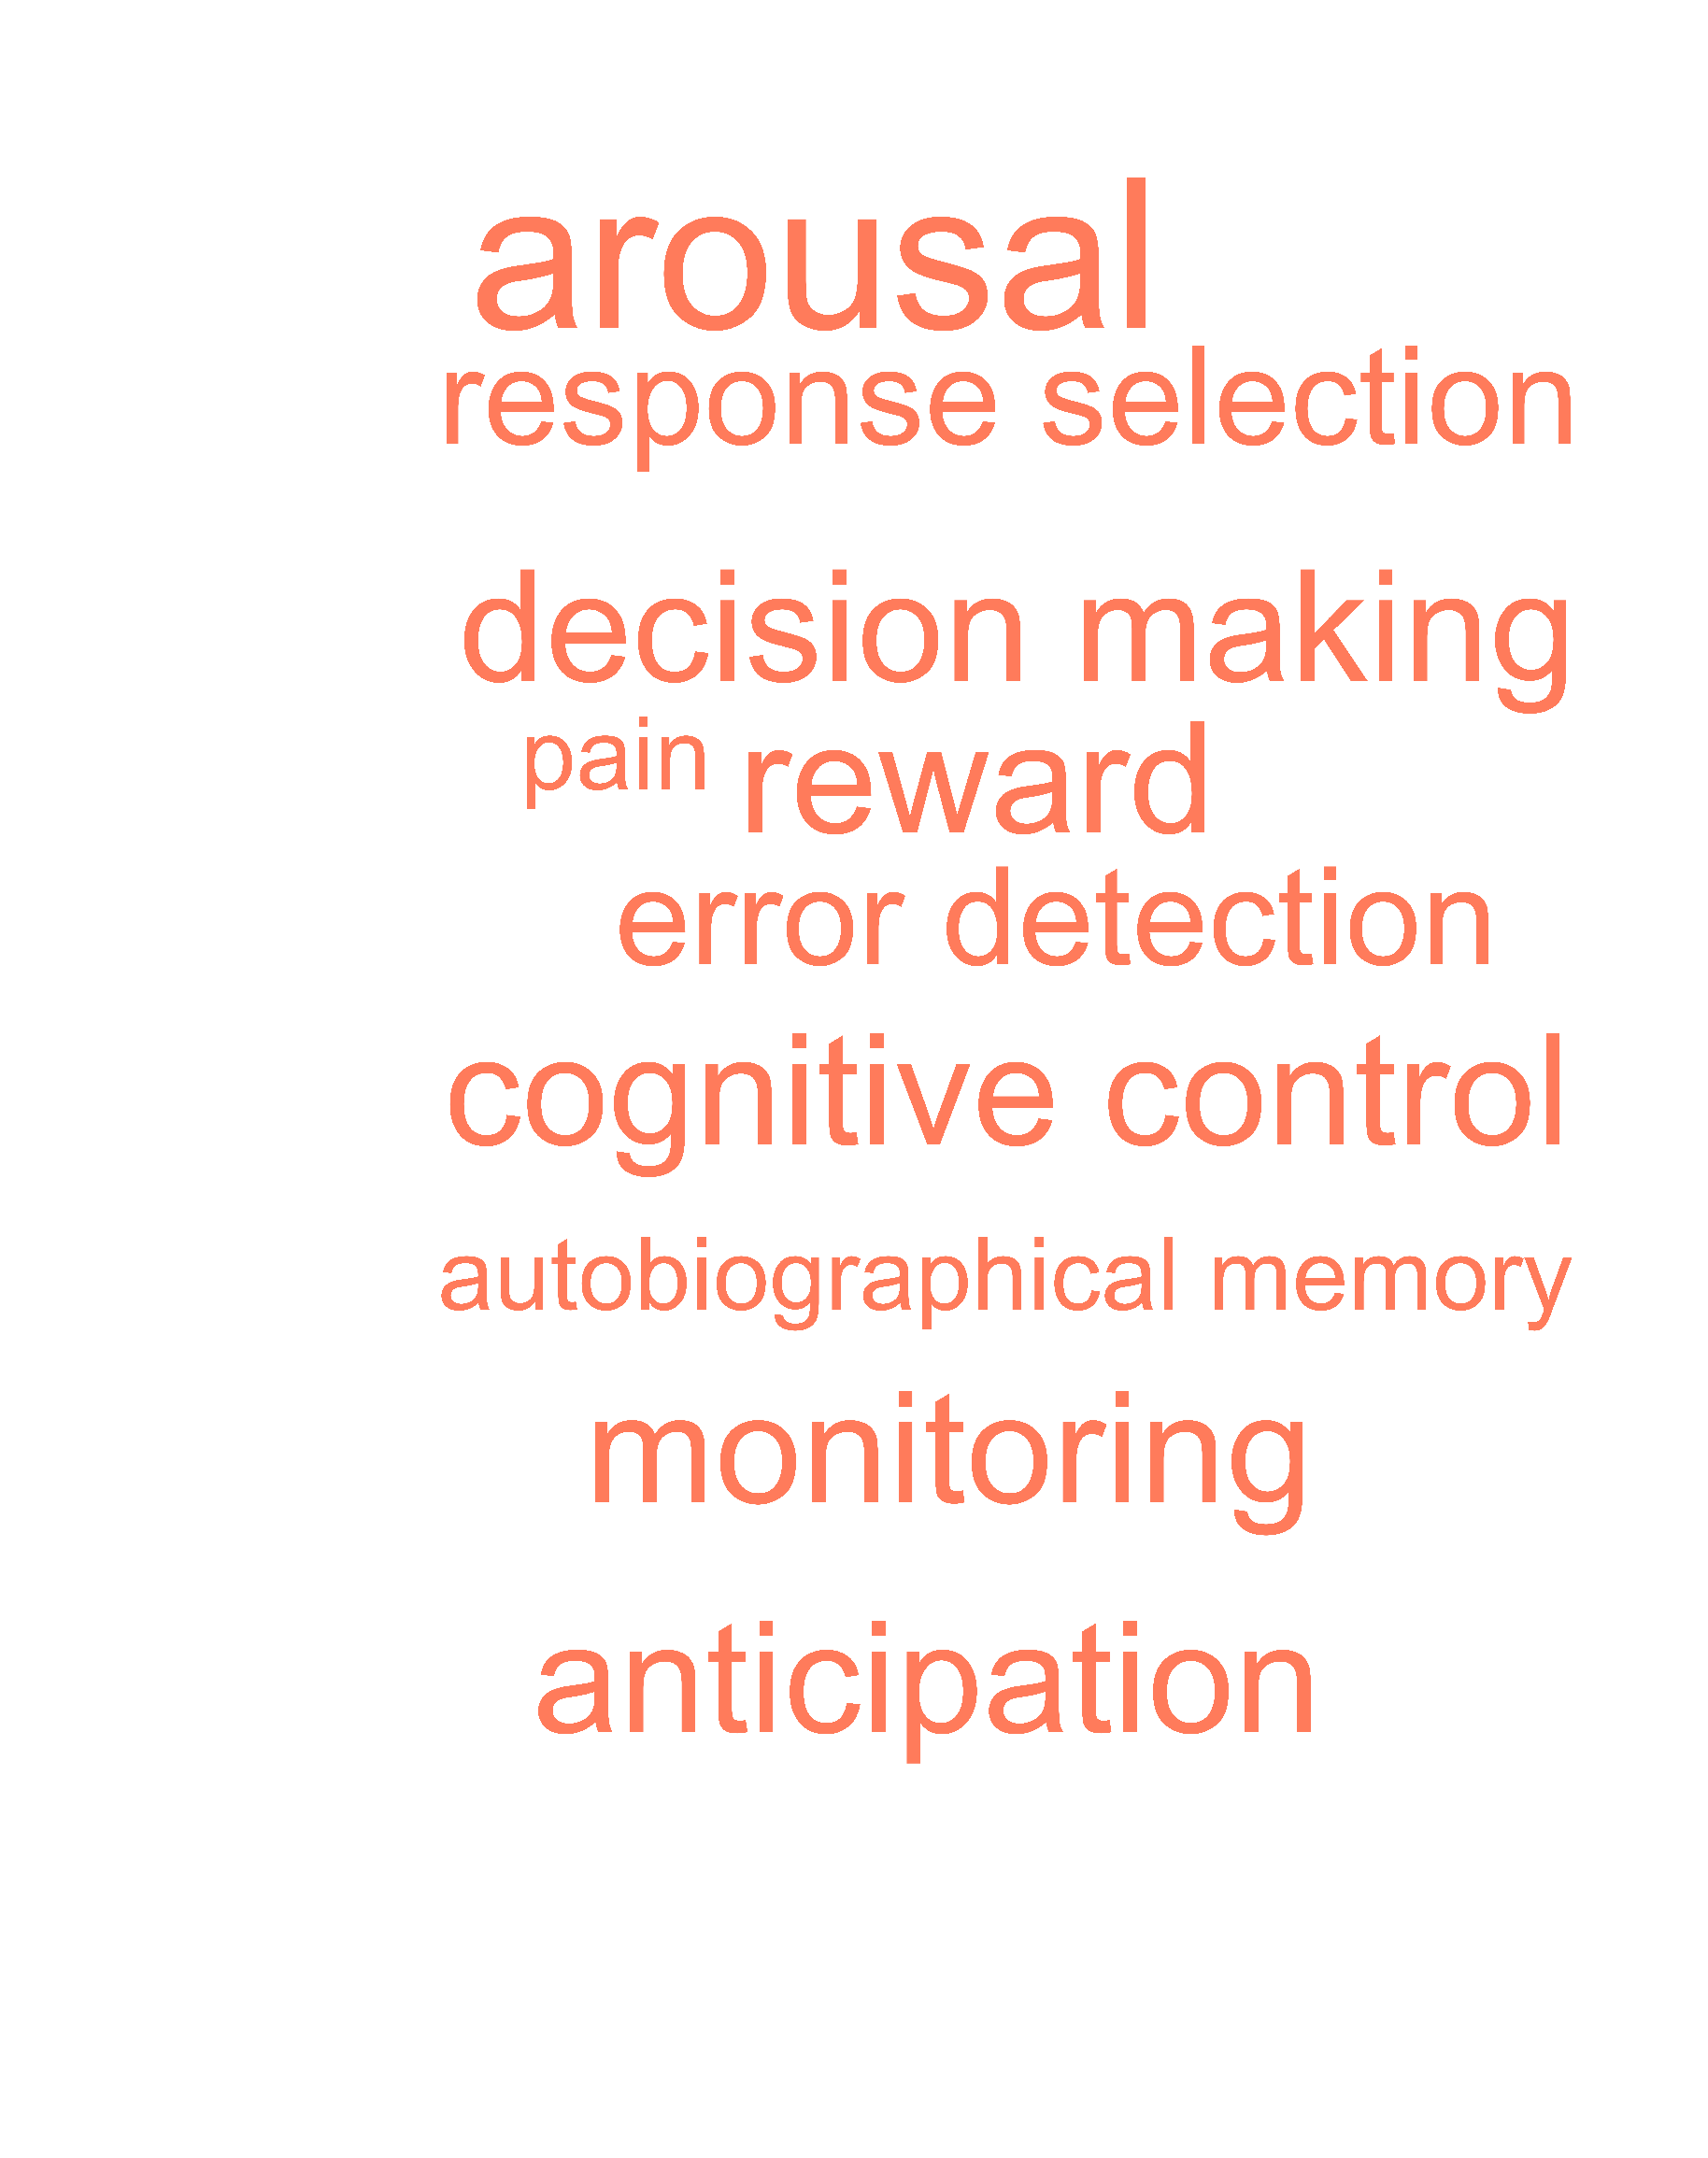 arousal
response selection
decision making
pain reward
error detection
cognitive control
autobiographical memory
monitoring
anticipation